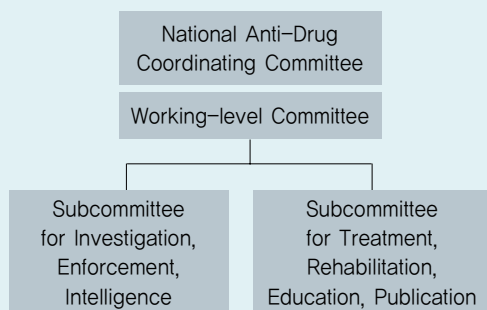 National Anti-Drug
Coordinating Committee
Working-level Committee
Subcommittee
for Investigation,
Enforcement,
Intelligence
Subcommittee
for Treatment,
Rehabilitation,
Education, Publication